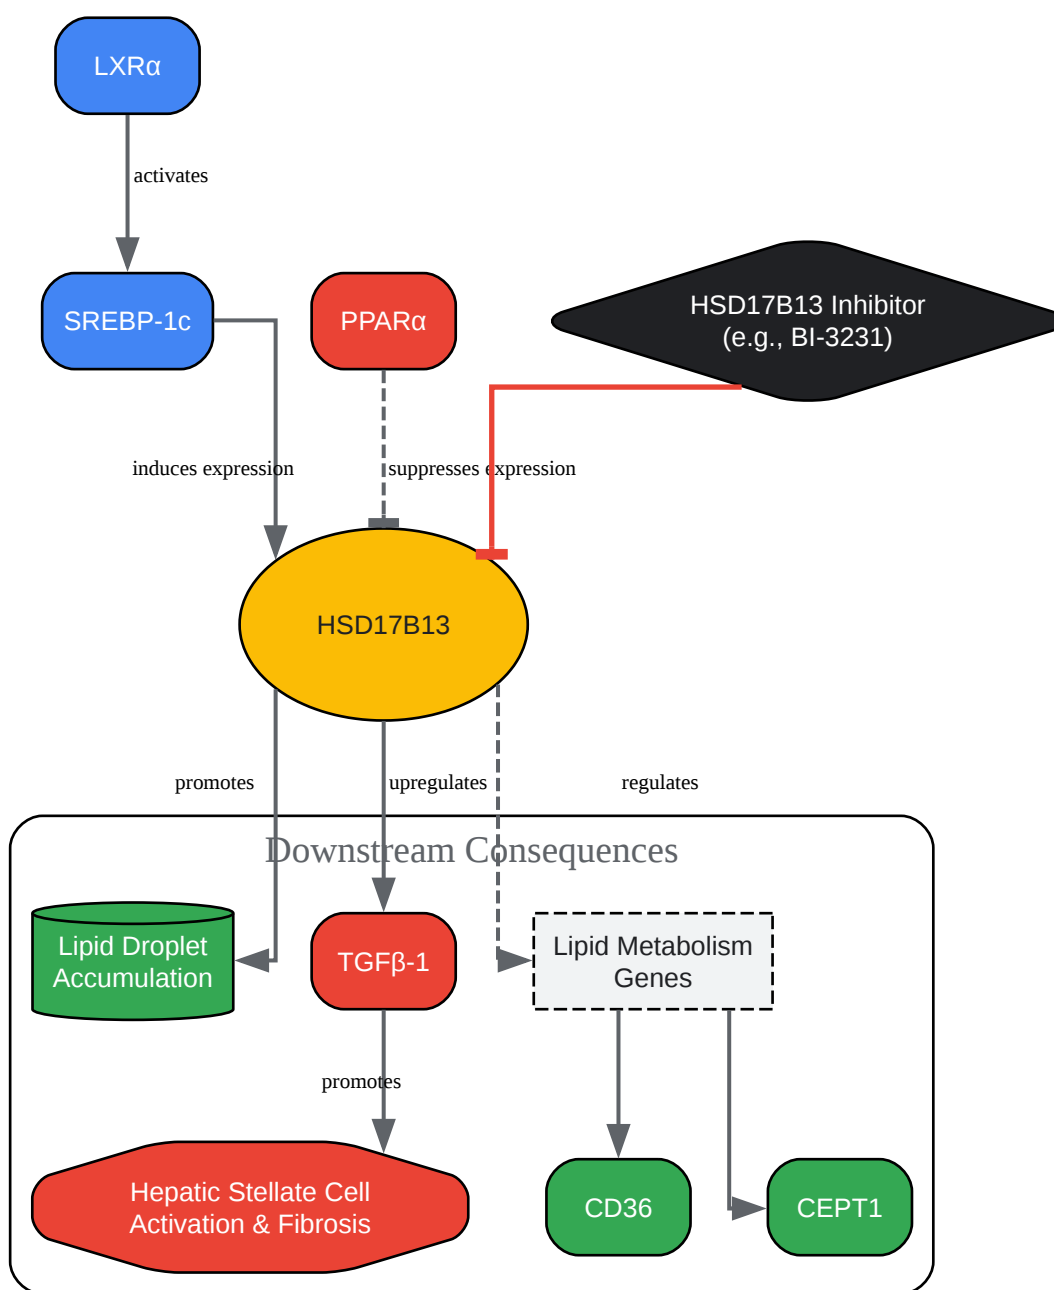 LXRα
activates
SREBP-1c
PPARα
HSD17B13 Inhibitor
(e.g., BI-3231)
induces expression
suppresses expression
HSD17B13
promotes
upregulates
regulates
Downstream Consequences
Lipid Droplet
Accumulation
TGFβ-1
Lipid Metabolism
Genes
promotes
Hepatic Stellate Cell
Activation & Fibrosis
CD36
CEPT1